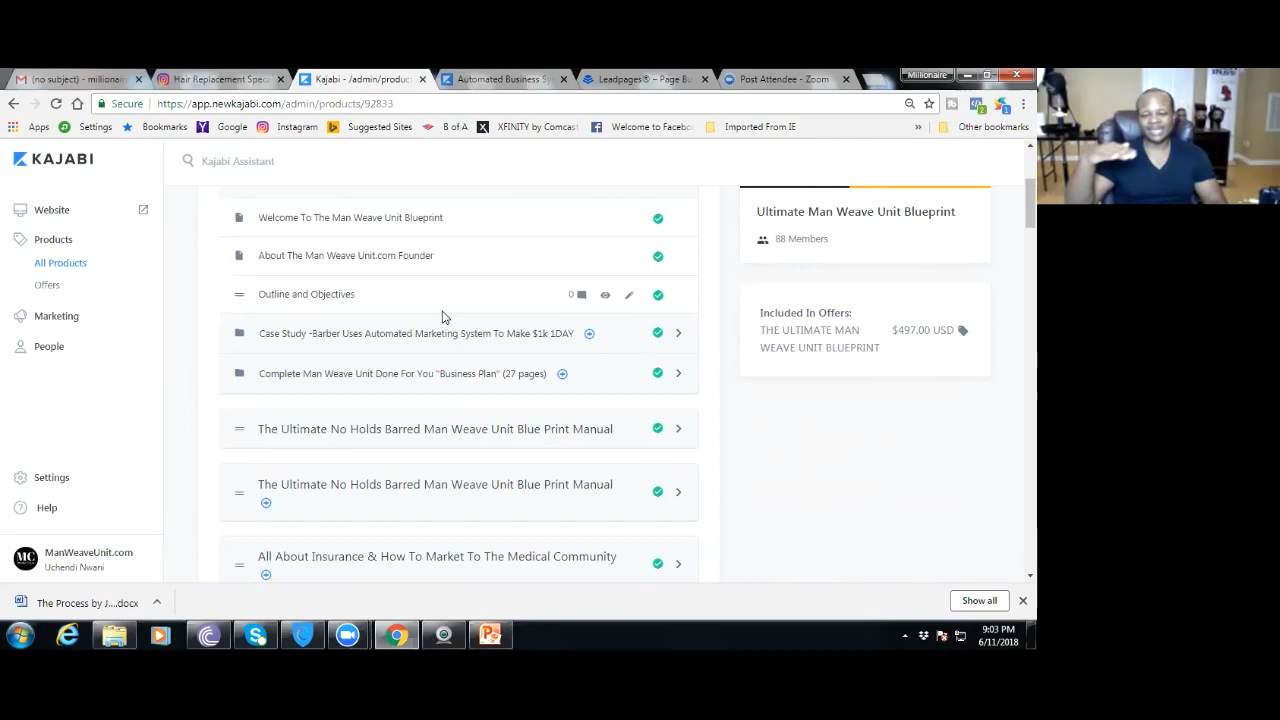 (no subject) - millionair
Hair Replacement Spec
Kajabi - /admin/produc
Automated Business Sy
Leadpages® – Page Bu
Post Attendee - Zoom
Millionaire
Secure
https://app.newkajabi.com/admin/products/92833
Apps
Settings
Bookmarks
Google
Instagram
Suggested Sites
B of A
XFINITY by Comcast
Welcome to Facebo
Imported From IE
»
Other bookmarks
KAJABI
Kajabi Assistant
Website
Products
All Products
Offers
Marketing
People
Settings
Help
ManWeaveUnit.com
Uchendi Nwani
Welcome To The Man Weave Unit Blueprint
About The Man Weave Unit.com Founder
Outline and Objectives
0
Case Study -Barber Uses Automated Marketing System To Make $1k 1DAY
Complete Man Weave Unit Done For You "Business Plan" (27 pages)
The Ultimate No Holds Barred Man Weave Unit Blue Print Manual
The Ultimate No Holds Barred Man Weave Unit Blue Print Manual
All About Insurance & How To Market To The Medical Community
Ultimate Man Weave Unit Blueprint
88 Members
Included In Offers:
THE ULTIMATE MAN WEAVE UNIT BLUEPRINT
$497.00 USD
The Process by J....docx
Show all
9:03 PM
6/11/2018